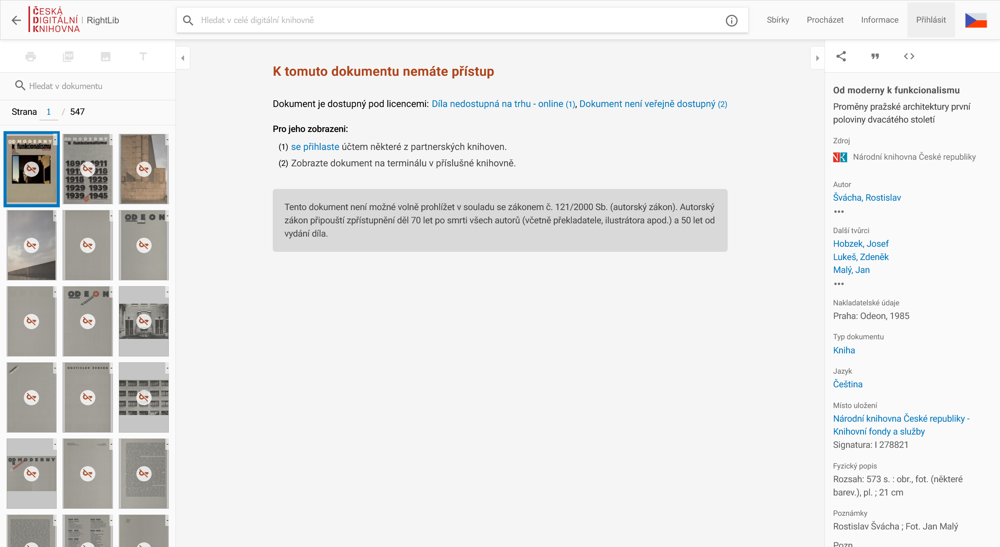 ČESKÁ
DIGITÁLNÍ
KNIHOVNA
RightLib
Hledat v celé digitální knihovně
Sbírky
Procházet
Informace
Přihlásit
PDF
Hledat v dokumentu
Strana 1 / 547
OD MODERNY
k funkcionalismu
OD MODERNY
k funkcionalismu
1898 1911
1911 1918
1918 1929
1929 1939
1939 1945
ODEON
ODEON
ROSTISLAV ŠVÁCHA
OD MODERNY
K
K tomuto dokumentu nemáte přístup
Dokument je dostupný pod licencemi: Díla nedostupná na trhu - online (1), Dokument není veřejně dostupný (2)
Pro jeho zobrazeni:
(1) se přihlaste účtem některé z partnerských knihoven.
(2) Zobrazte dokument na terminálu v příslušné knihovně.
Tento dokument není možné volně prohlížet v souladu se zákonem č. 121/2000 Sb. (autorský zákon). Autorský
zákon připouští zpřístupnění děl 70 let po smrti všech autorů (včetně překladatele, ilustrátora apod.) a 50 let od
vydání díla.
Od moderny k funkcionalismu
Proměny pražské architektury první
poloviny dvacátého století
Zdroj
NK Národní knihovna České republiky
Autor
Švácha, Rostislav
Další tvůrci
Hobzek, Josef
Lukeš, Zdeněk
Malý, Jan
Nakladatelské údaje
Praha: Odeon, 1985
Typ dokumentu
Kniha
Jazyk
Čeština
Místo uložení
Národní knihovna České republiky -
Knihovní fondy a služby
Signatura: I 278821
Fyzický popis
Rozsah: 573 s. : obr., fot. (některé
barev.), pl. ; 21 cm
Poznámky
Rostislav Švácha ; Fot. Jan Malý
Pozn